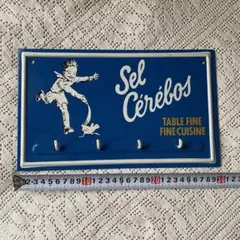 Sel
Cérébos
TABLE FINE
FINE CUISINE